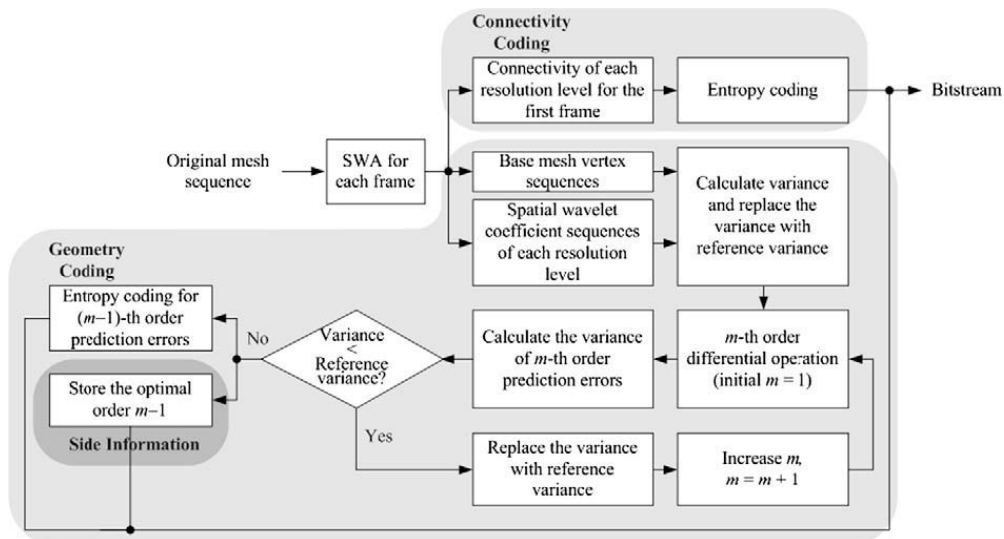 Connectivity
Coding
Connectivity of each
resolution level for the
first frame
Entropy coding
Bitstream
Original mesh
sequence
SWA for
each frame
Base mesh vertex
sequences
Spatial wavelet
coefficient sequences
of each resolution
level
Calculate variance
and replace the
variance with
reference variance
Geometry
Coding
Entropy coding for
(m−1)-th order
prediction errors
No
Variance
<
Reference
variance?
Calculate the variance
of m-th order
prediction errors
m-th order
differential operation
(initial m = 1)
Store the optimal
order m−1
Side Information
Yes
Replace the variance
with reference
variance
Increase m,
m = m + 1